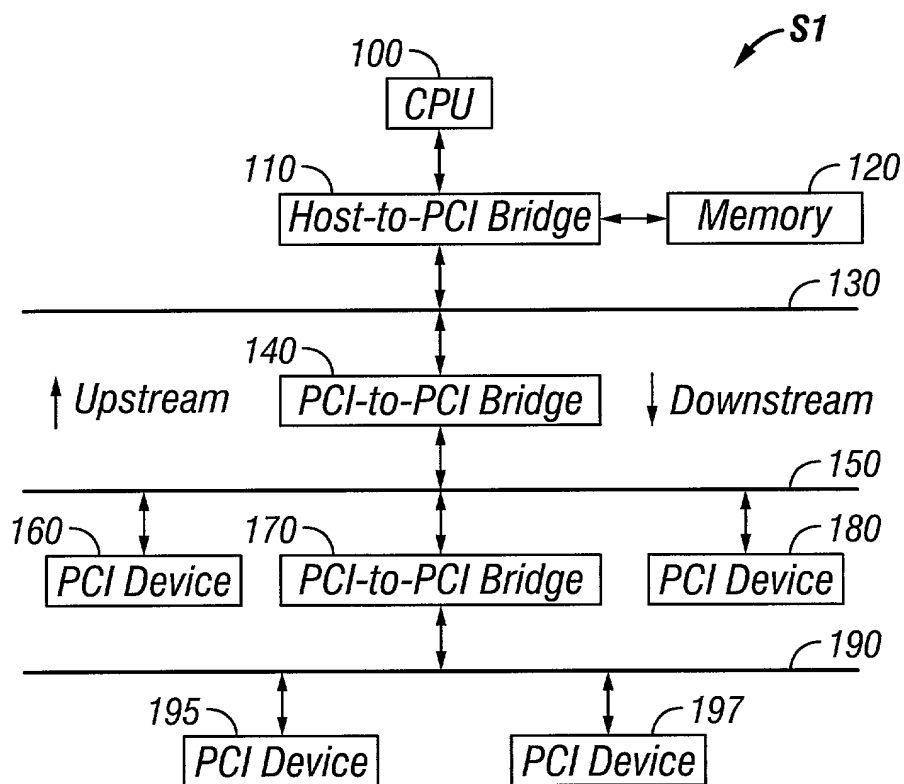 S1
100
CPU
110
120
Host-to-PCI Bridge
Memory
130
140
Upstream
PCI-to-PCI Bridge
Downstream
150
160
170
180
PCI Device
PCI-to-PCI Bridge
PCI Device
190
195
197
PCI Device
PCI Device